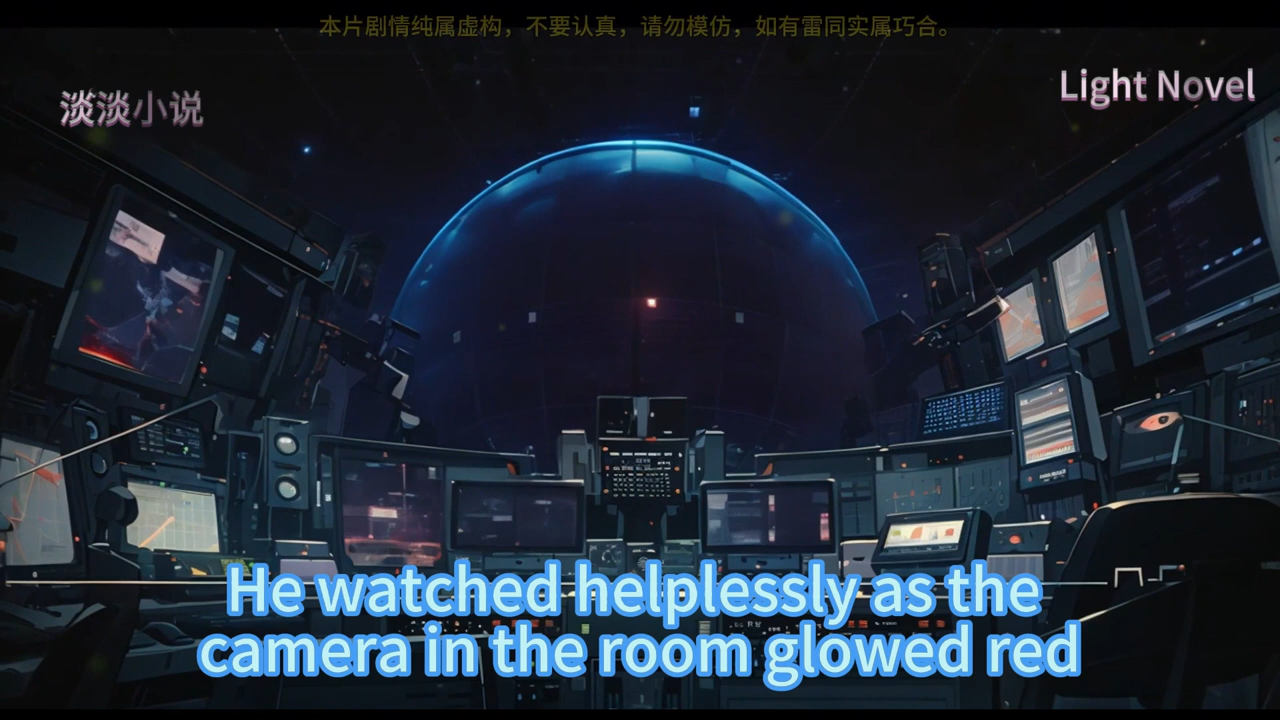 本片剧情纯属虚构，不要认真，请勿模仿，如有雷同实属巧合。
淡淡小说
Light Novel
He watched helplessly as the
camera in the room glowed red